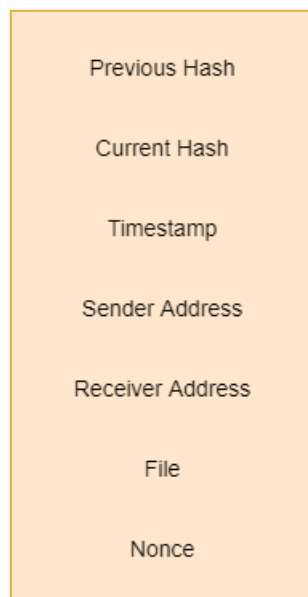 Previous Hash
Current Hash
Timestamp
Sender Address
Receiver Address
File
Nonce